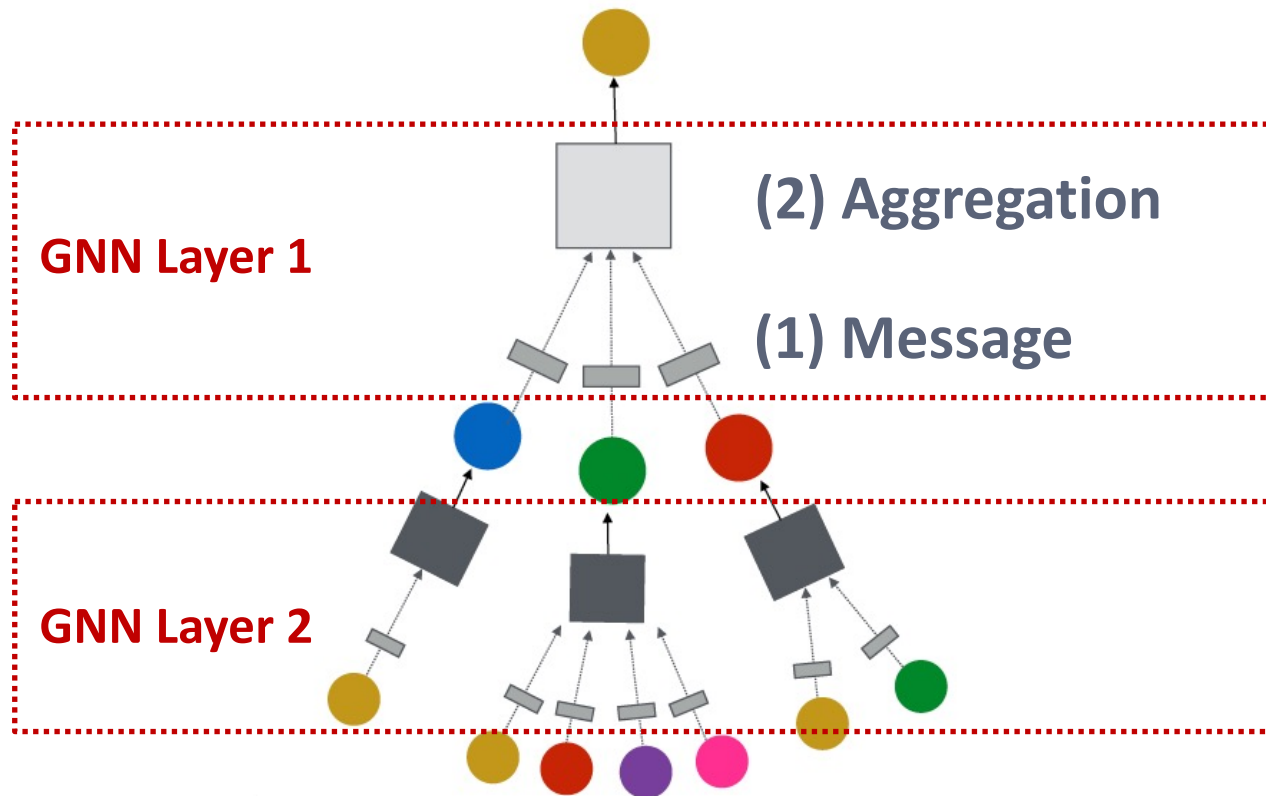 (2) Aggregation
GNN Layer 1
(1) Message
GNN Layer 2